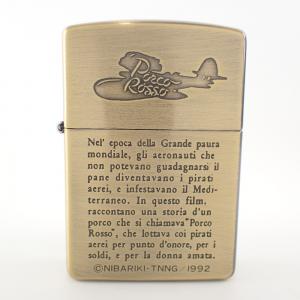 Porco
Rosso
Nel' epoca della Grande paura
mondiale, gli aeronauti che
non potevano guadagnarsi il
pane diventavano i pirati
aerei, e infestavano il Medi-
terraneo. In questo film,
raccontano una storia d'un
porco che si chiamava "Porco
Rosso", che lottava coi pirati
aerei per punto d'onore, per i
soldi, e per la donna amata.
©NIBARIKI-TNNG / 1992